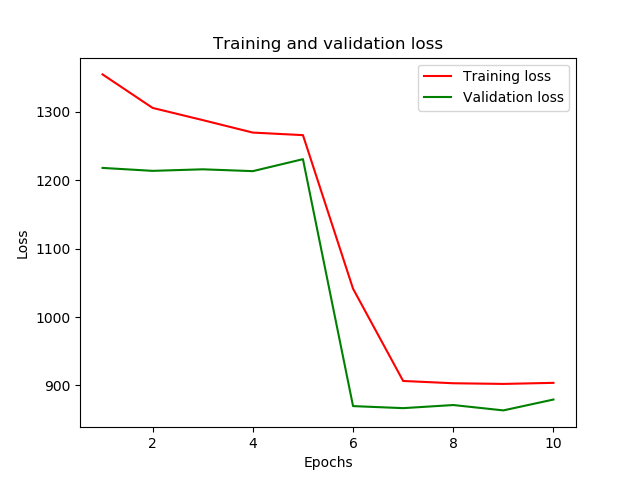 Training and validation loss
Training loss
Validation loss
1300
1200
1100
1000
900
Loss
2
4
6
8
10
Epochs